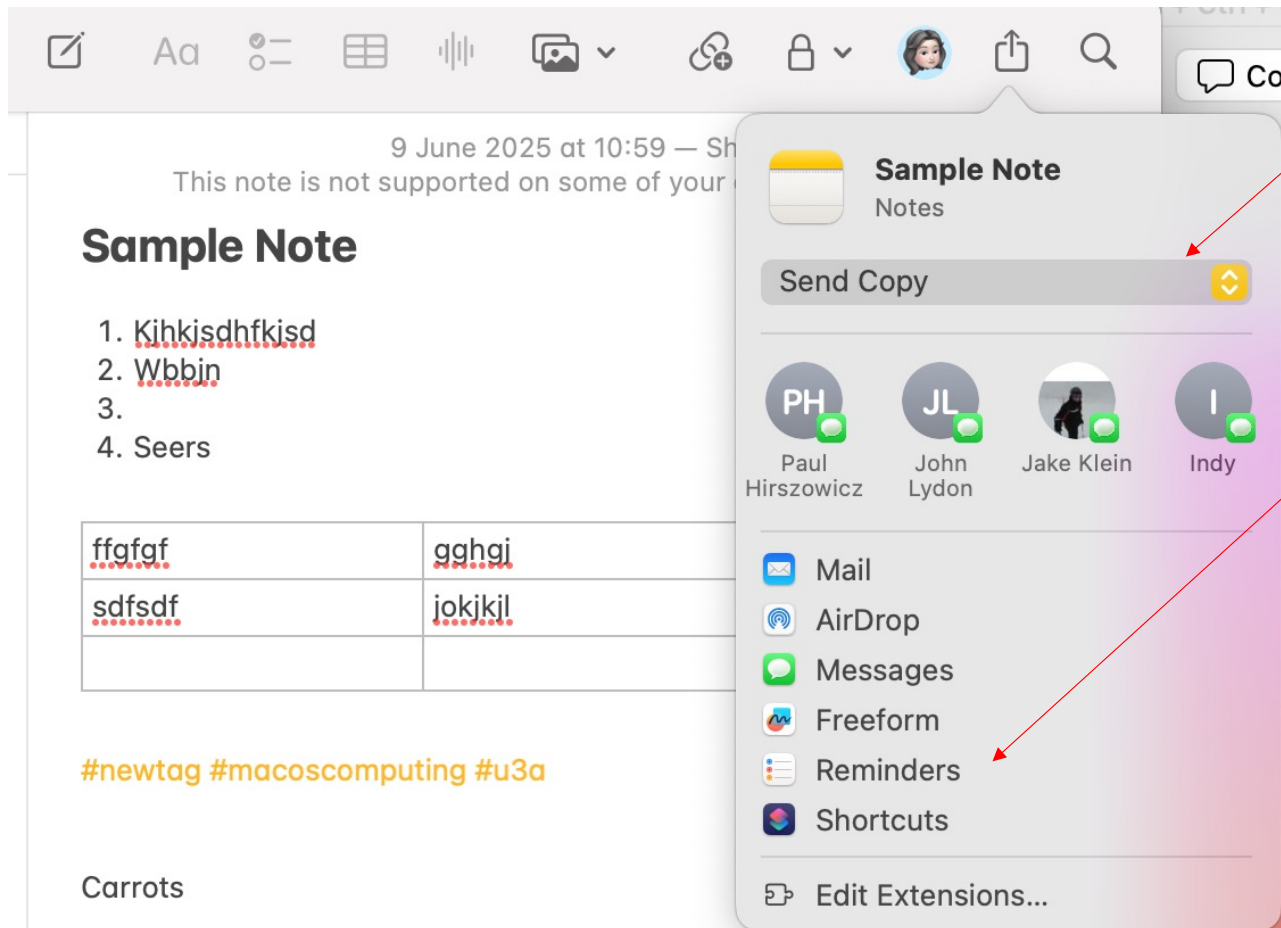 Aa
Co
9 June 2025 at 10:59 — Sh
This note is not supported on some of your
Sample Note
1. Kjhkjsdhfkjsd
2. Wbbjn
3.
4. Seers
ffgfgf gghgj
sdfsdf jokjkjl
#newtag #macoscomputing #u3a
Carrots
Sample Note
Notes
Send Copy
PH JL I
Paul Hirszowicz
John Lydon
Jake Klein
Indy
Mail
AirDrop
Messages
Freeform
Reminders
Shortcuts
Edit Extensions...